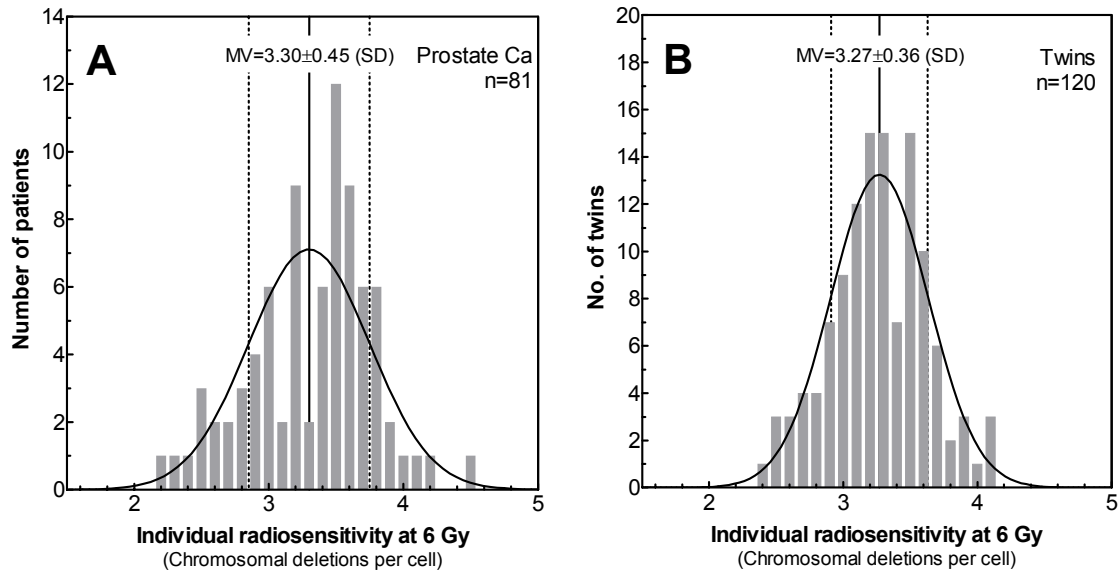 A
MV=3.30±0.45 (SD)
Prostate Ca
n=81
14
12
10
8
6
4
2
0
Number of patients
2
3
4
5
Individual radiosensitivity at 6 Gy
(Chromosomal deletions per cell)
B
MV=3.27±0.36 (SD)
Twins
n=120
20
18
16
14
12
10
8
6
4
2
0
No. of twins
2
3
4
5
Individual radiosensitivity at 6 Gy
(Chromosomal deletions per cell)